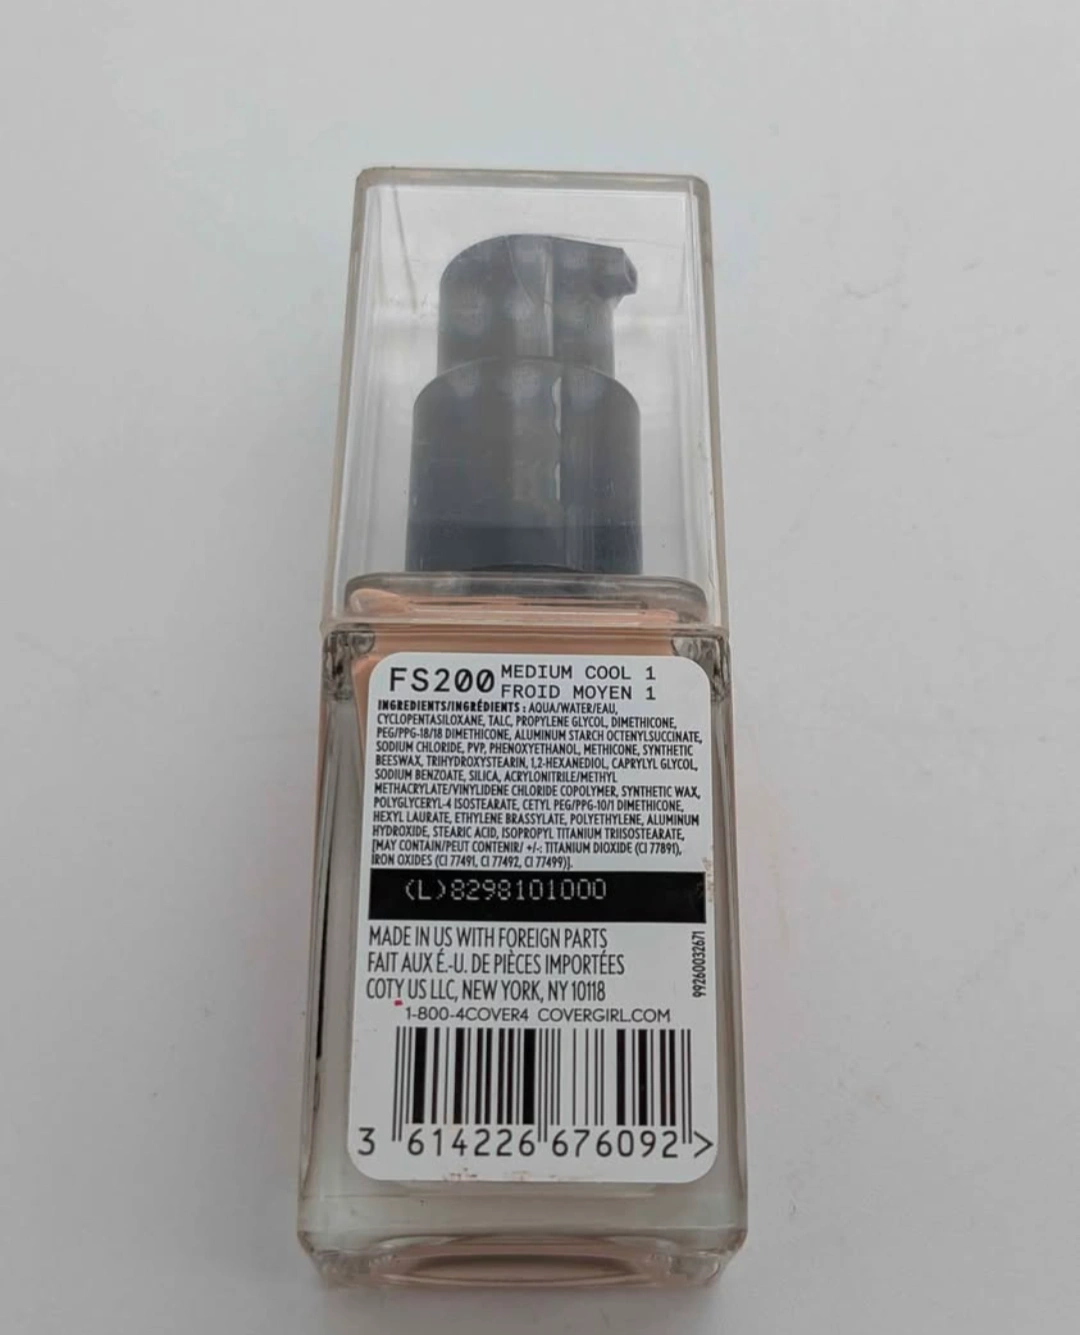 FS200 MEDIUM COOL 1
FROID MOYEN 1
INGREDIENTS/INGRÉDIENTS : AQUA/WATER/EAU,
CYCLOPENTASILOXANE, TALC, PROPYLENE GLYCOL, DIMETHICONE,
PEG/PPG-18/18 DIMETHICONE, ALUMINUM STARCH OCTENYLSUCCINATE,
SODIUM CHLORIDE, PVP, PHENOXYETHANOL, METHICONE, SYNTHETIC
BEESWAX, TRIHYDROXYSTEARIN, 1,2-HEXANEDIOL, CAPRYLYL GLYCOL,
SODIUM BENZOATE, SILICA, ACRYLONITRILE/METHYL
METHACRYLATE/VINYLIDENE CHLORIDE COPOLYMER, SYNTHETIC WAX,
POLYGLYCERYL-4 ISOSTEARATE, CETYL PEG/PPG-10/1 DIMETHICONE,
HEXYL LAURATE, ETHYLENE BRASSYLATE, POLYETHYLENE, ALUMINUM
HYDROXIDE, STEARIC ACID, ISOPROPYL TITANIUM TRIISOSTEARATE,
[MAY CONTAIN/PEUT CONTENIR/ +/-: TITANIUM DIOXIDE (CI 77891),
IRON OXIDES (CI 77491, CI 77492, CI 77499)].
(L)8298101000
MADE IN US WITH FOREIGN PARTS
FAIT AUX É.-U. DE PIÈCES IMPORTÉES
COTY US LLC, NEW YORK, NY 10118
99260032671
1-800-4COVER4 COVERGIRL.COM
3 614226 676092 >